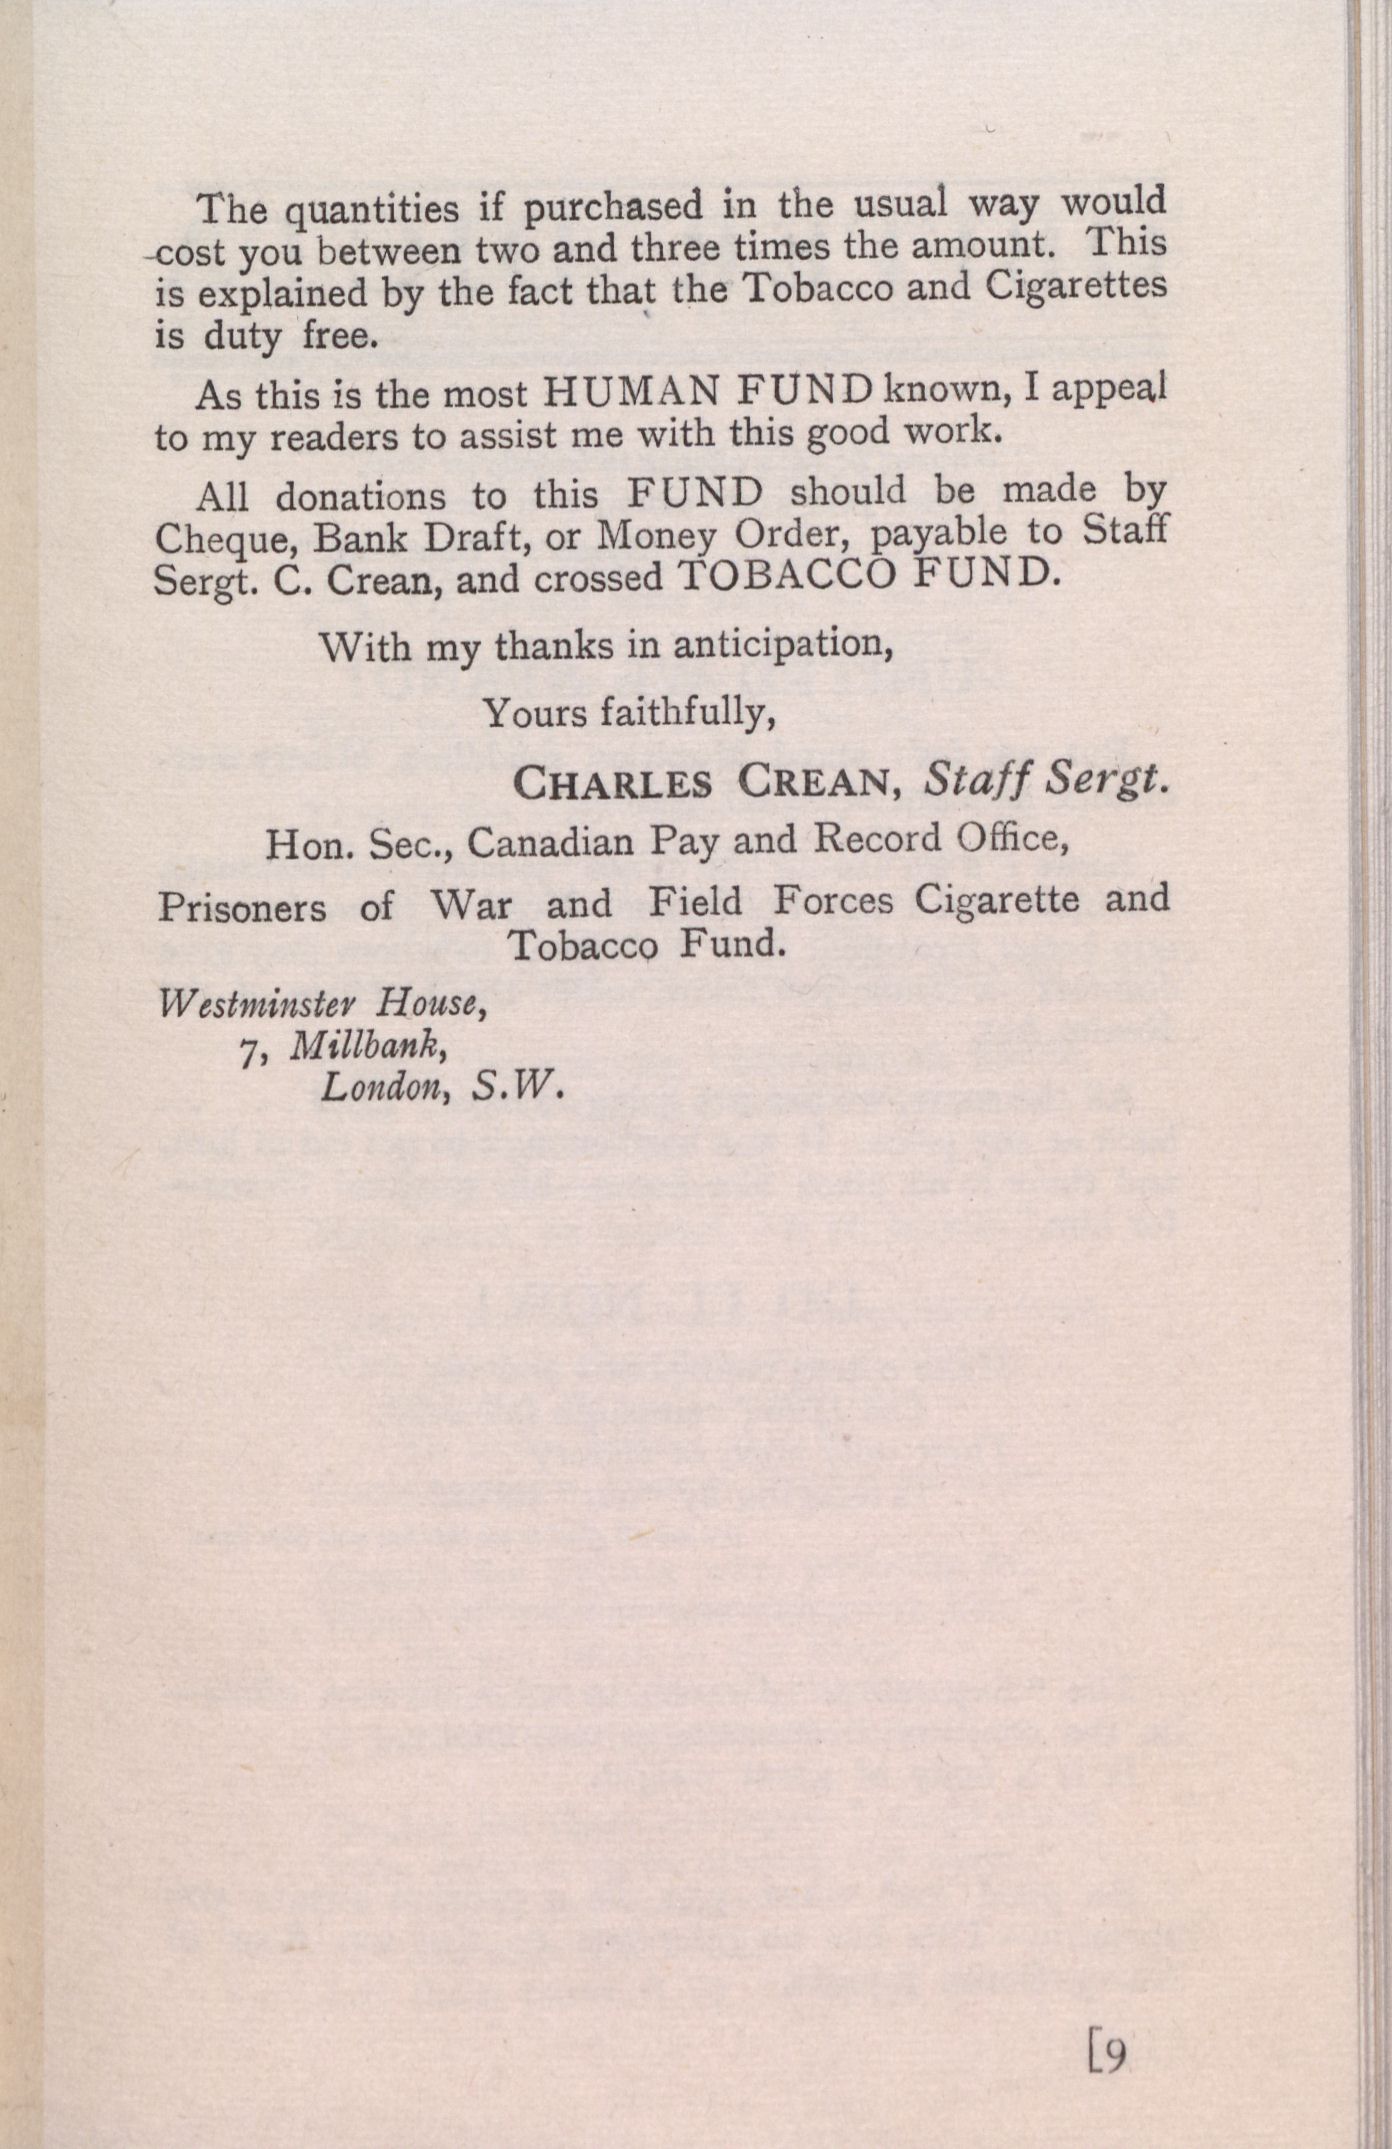 The quantities if purchased in the usual way would
cost you between two and three times the amount. This
is explained by the fact that the Tobacco and Cigarettes
is duty free.
As this is the most HUMAN FUND known, I appeal
to my readers to assist me with this good work.
All donations to this FUND should be made by
Cheque, Bank Draft, or Money Order, payable to Staff
Sergt. C. Crean, and crossed TOBACCO FUND.
With my thanks in anticipation,
Yours faithfully,
CHARLES CREAN, Staff Sergt.
Hon. Sec., Canadian Pay and Record Office,
Prisoners of War and Field Forces Cigarette and
Tobacco Fund.
Westminster House,
7, Millbank,
London, S.W.
[9